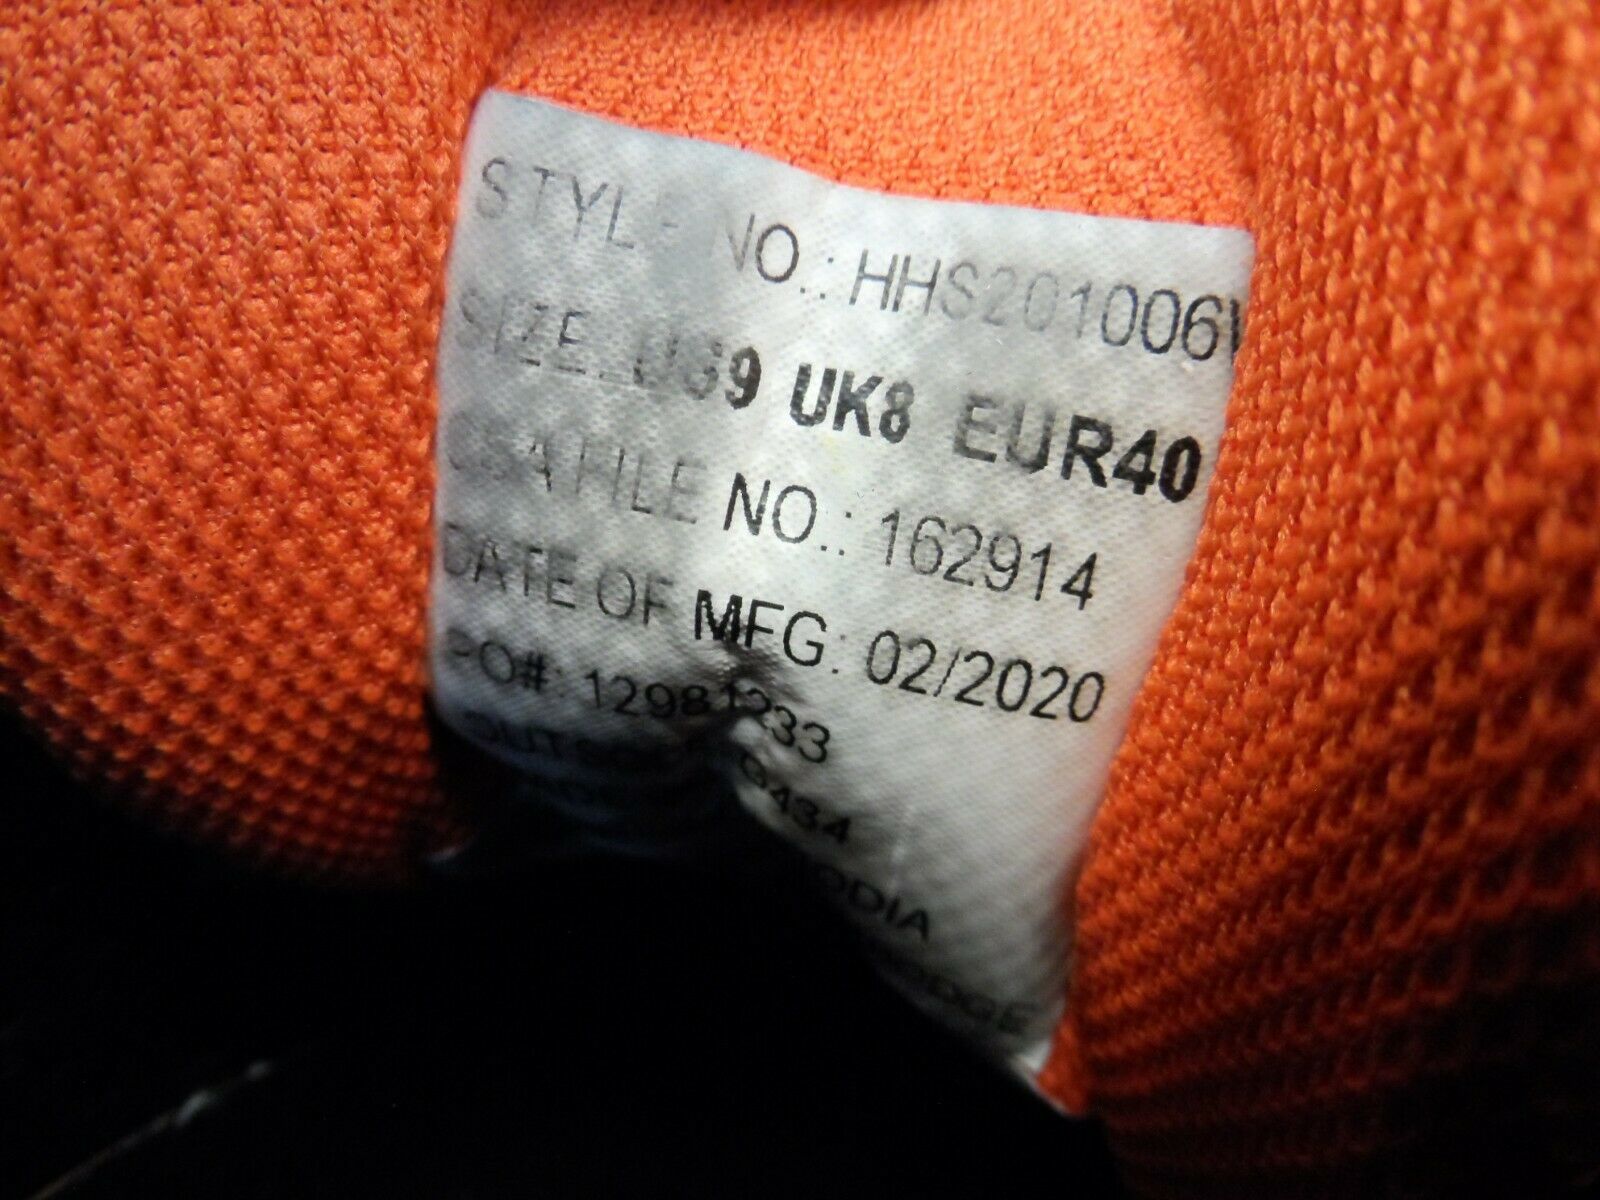 STYLE NO.: HHS201006
SIZE: US9 UK8 EUR40
CSA FILE NO.: 162914
DATE OF MFG: 02/2020
PO#: 12981233